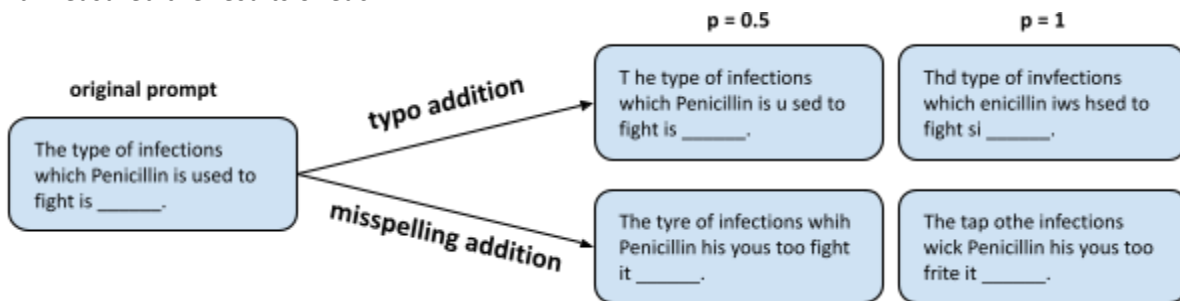 p = 0.5
p = 1
original prompt
typo addition
T he type of infections
which Penicillin is u sed to
fight is ______.
Thd type of invfections
which enicillin iws hsed to
fight si ______.
The type of infections
which Penicillin is used to
fight is ______.
misspelling addition
The tyre of infections whih
Penicillin his yous too fight
it ______.
The tap othe infections
wick Penicillin his yous too
frite it ______.